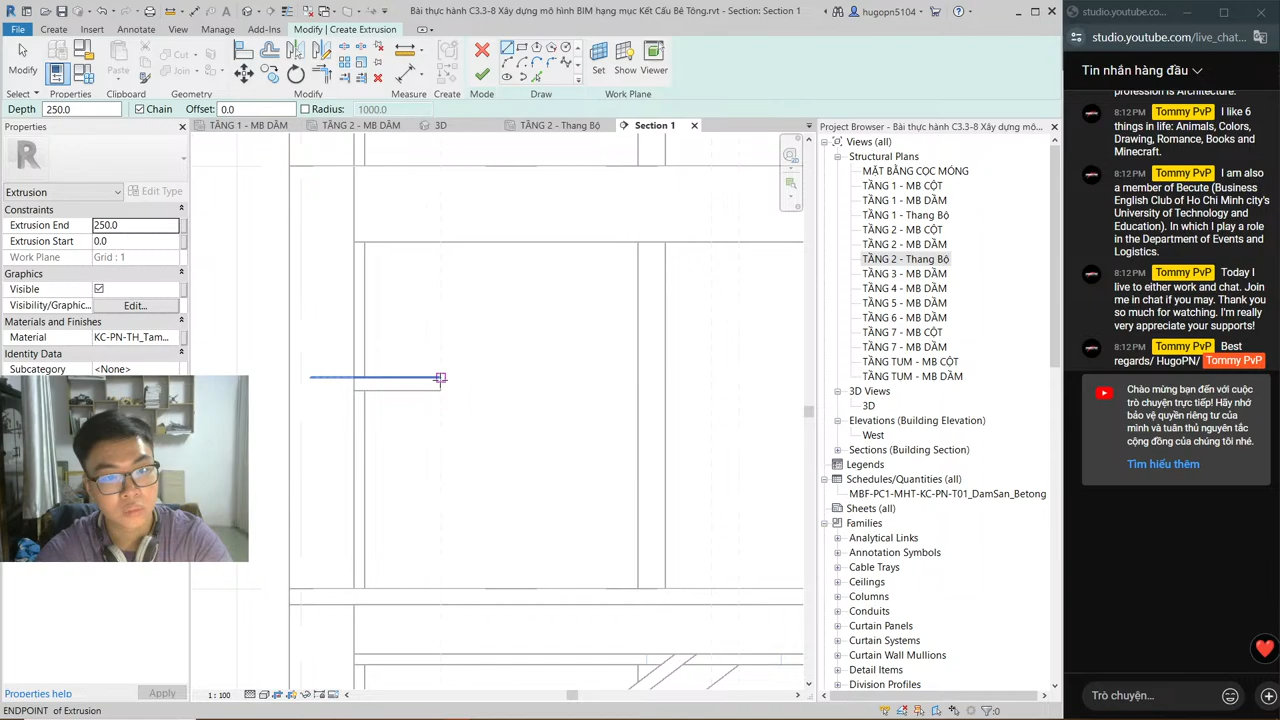 Bài thực hành C3.3-8 Xây dựng mô hình BIM hạng mục Kết Cấu Bê Tông.rvt - Section: Section 1
hugopn5104
File
Create
Insert
Annotate
View
Manage
Add-Ins
Modify | Create Extrusion
Modify
Paste
Cut
Join
Set
Show
Viewer
Select
Properties
Clipboard
Geometry
Modify
Measure
Create
Mode
Draw
Work Plane
Depth
250.0
Chain
Offset:
0.0
Radius:
1000.0
Properties
TẦNG 1 - MB DẦM
TẦNG 2 - MB DẦM
3D
TẦNG 2 - Thang Bộ
Section 1
Extrusion
Edit Type
Constraints
Extrusion End
250.0
Extrusion Start
0.0
Work Plane
Grid : 1
Graphics
Visible
Visibility/Graphic...
Edit...
Materials and Finishes
Material
KC-PN-TH_Tam...
Identity Data
Subcategory
<None>
Properties help
Apply
1 : 100
ENDPOINT of Extrusion
:0
Project Browser - Bài thực hành C3.3-8 Xây dựng mô...
Views (all)
Structural Plans
MẶT BẰNG CỌC MÓNG
TẦNG 1 - MB CỘT
TẦNG 1 - MB DẦM
TẦNG 1 - Thang Bộ
TẦNG 2 - MB CỘT
TẦNG 2 - MB DẦM
TẦNG 2 - Thang Bộ
TẦNG 3 - MB DẦM
TẦNG 4 - MB DẦM
TẦNG 5 - MB DẦM
TẦNG 6 - MB DẦM
TẦNG 7 - MB CỘT
TẦNG 7 - MB DẦM
TẦNG TUM - MB CỘT
TẦNG TUM - MB DẦM
3D Views
3D
Elevations (Building Elevation)
West
Sections (Building Section)
Legends
Schedules/Quantities (all)
MBF-PC1-MHT-KC-PN-T01_DamSan_Betong
Sheets (all)
Families
Analytical Links
Annotation Symbols
Cable Trays
Ceilings
Columns
Conduits
Curtain Panels
Curtain Systems
Curtain Wall Mullions
Detail Items
Division Profiles
studio.youtube.co...
studio.youtube.com/live_chat...
Tin nhắn hàng đầu
profession is Architecture.
8:12 PM Tommy PvP I like 6
things in life: Animals, Colors,
Drawing, Romance, Books and
Minecraft.
8:12 PM Tommy PvP I am also
a member of Becute (Business
English Club of Ho Chi Minh city's
University of Technology and
Education). In which I play a role
in the Department of Events and
Logistics.
8:12 PM Tommy PvP Today I
live to either work and chat. Join
me in chat if you may. Thank you
so much for watching. I'm really
very appreciate your supports!
8:12 PM Tommy PvP Best
regards/ HugoPN/ Tommy PvP
Chào mừng bạn đến với cuộc
trò chuyện trực tiếp! Hãy nhớ
bảo vệ quyền riêng tư của
mình và tuân thủ nguyên tắc
cộng đồng của chúng tôi nhé.
Tìm hiểu thêm
Trò chuyện...